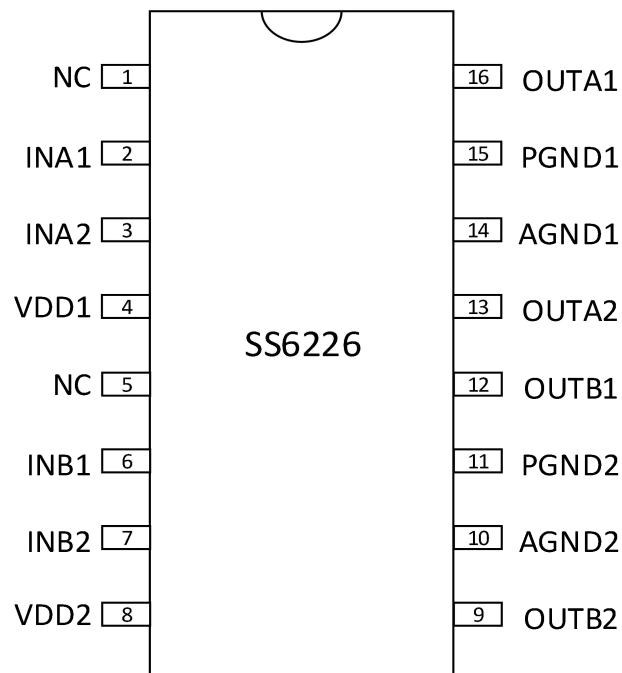 NC 1 16 OUTA1
INA1 2 15 PGND1
INA2 3 14 AGND1
VDD1 4 13 OUTA2
SS6226
NC 5 12 OUTB1
INB1 6 11 PGND2
INB2 7 10 AGND2
VDD2 8 9 OUTB2